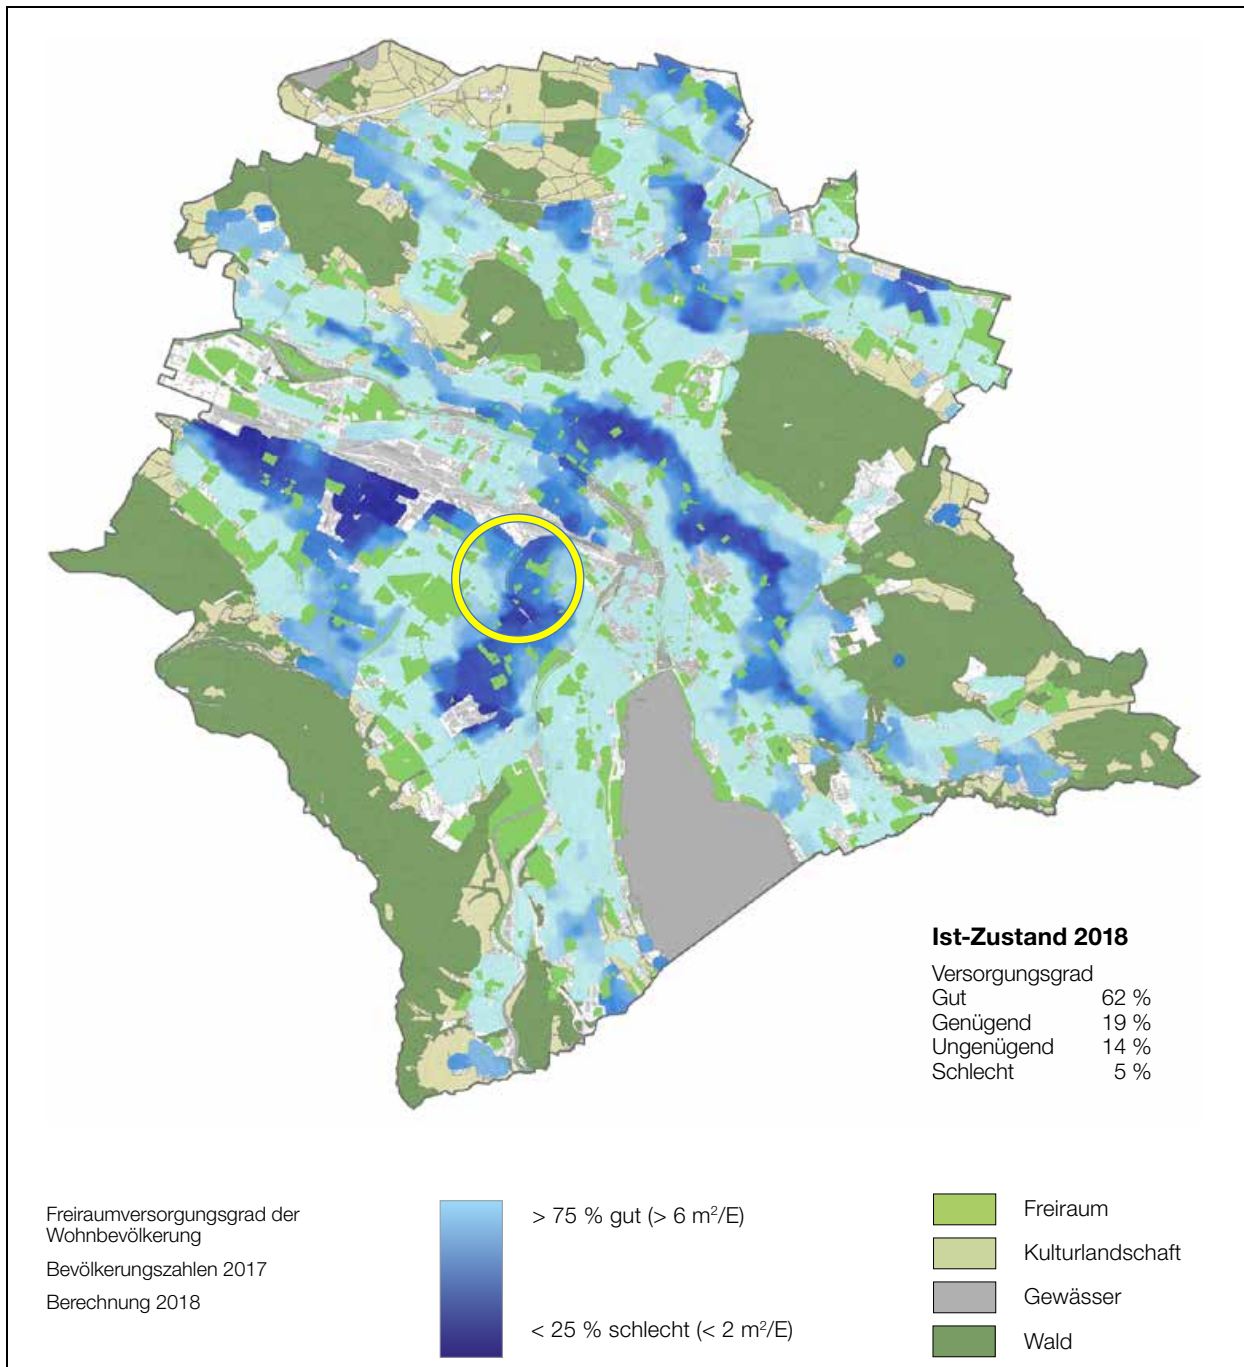 Ist-Zustand 2018
Versorgungsgrad
Gut 62 %
Genügend 19 %
Ungenügend 14 %
Schlecht 5 %
Freiraumversorgungsgrad der
Wohnbevölkerung
Bevölkerungszahlen 2017
Berechnung 2018
> 75 % gut (> 6 m²/E)
< 25 % schlecht (< 2 m²/E)
Freiraum
Kulturlandschaft
Gewässer
Wald